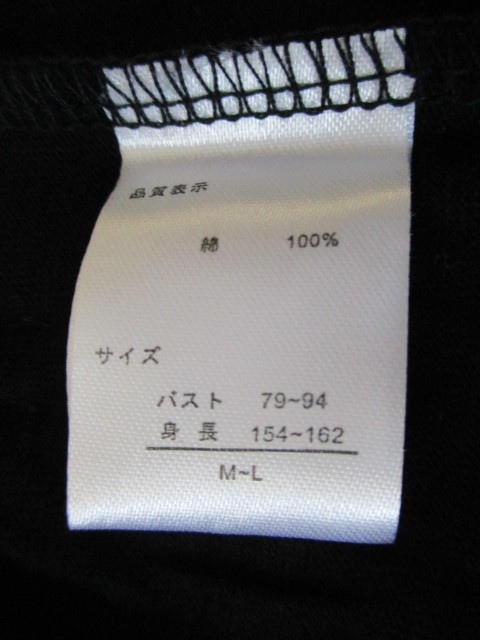 品質表示
綿 100%
サイズ
バスト 79~94
身長 154~162
M~L